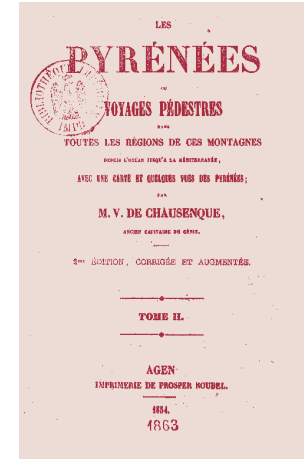 LES
PYRÉNÉES
OU
VOYAGES PÉDESTRES
DANS
TOUTES LES RÉGIONS DE CES MONTAGNES
DEPUIS L'OCÉAN JUSQU'A LA MÉDITERRANÉE,
AVEC UNE CARTE ET QUELQUES VUES DES PYRÉNÉES;
PAR
M. V. DE CHAUSENQUE,
ANCIEN CAPITAINE DU GÉNIE.
2me ÉDITION, CORRIGÉE ET AUGMENTÉE.
TOME II.
AGEN
IMPRIMERIE DE PROSPER NOUBEL.
1854.
1863
BIBLIOTHÈQUE
IMP